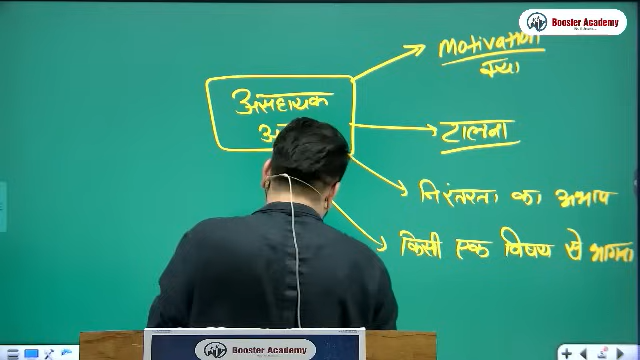 Booster Academy
Motivation
क्या
असहायक
टालना
निरंतरता का अभाव
किसी एक विषय से भागना
Booster Academy